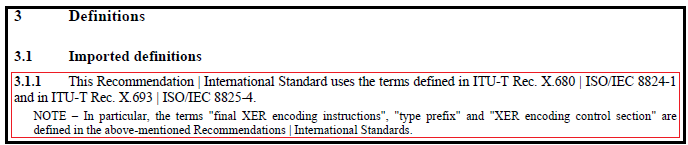 3 Definitions
3.1 Imported definitions
3.1.1 This Recommendation | International Standard uses the terms defined in ITU-T Rec. X.680 | ISO/IEC 8824-1
and in ITU-T Rec. X.693 | ISO/IEC 8825-4.
NOTE – In particular, the terms "final XER encoding instructions", "type prefix" and "XER encoding control section" are
defined in the above-mentioned Recommendations | International Standards.